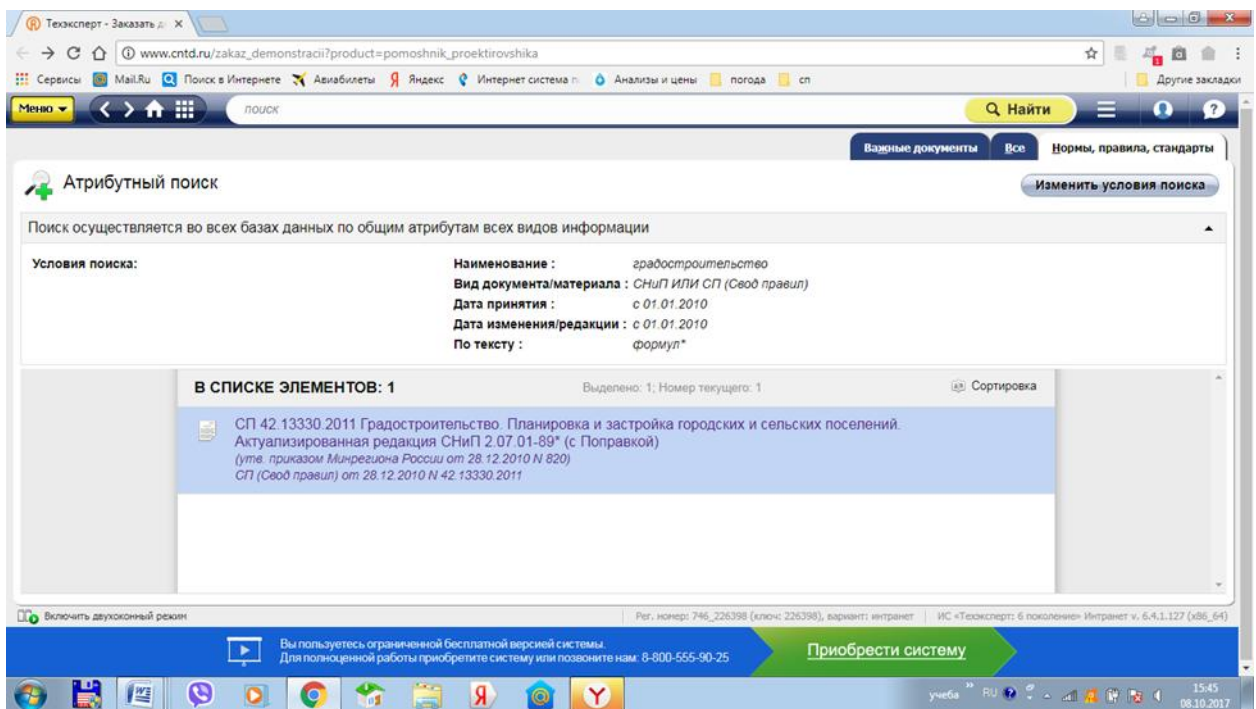 Техэксперт - Заказать д
www.cntd.ru/zakaz_demonstracii?product=pomoshnik_proektirovshika
Сервисы Mail.Ru Поиск в Интернете Авиабилеты Яндекс Интернет система п Анализы и цены погода сп Другие закладки
Меню поиск Найти
Важные документы Все Нормы, правила, стандарты
Атрибутный поиск Изменить условия поиска
Поиск осуществляется во всех базах данных по общим атрибутам всех видов информации
Условия поиска: Наименование : градостроительство
Вид документа/материала : СНиП ИЛИ СП (Свод правил)
Дата принятия : с 01.01.2010
Дата изменения/редакции : с 01.01.2010
По тексту : формул*
В СПИСКЕ ЭЛЕМЕНТОВ: 1 Выделено: 1; Номер текущего: 1 Сортировка
СП 42.13330.2011 Градостроительство. Планировка и застройка городских и сельских поселений.
Актуализированная редакция СНиП 2.07.01-89* (с Поправкой)
(утв. приказом Минрегиона России от 28.12.2010 N 820)
СП (Свод правил) от 28.12.2010 N 42.13330.2011
Включить двухоконный режим Рег. номер: 746_226398 (ключ: 226398), вариант: интранет ИС «Техэксперт: 6 поколение» Интранет v. 6.4.1.127 (x86_64)
Вы пользуетесь ограниченной бесплатной версией системы.
Для полноценной работы приобретите систему или позвоните нам: 8-800-555-90-25 Приобрести систему
учеба » RU 15:45
08.10.2017